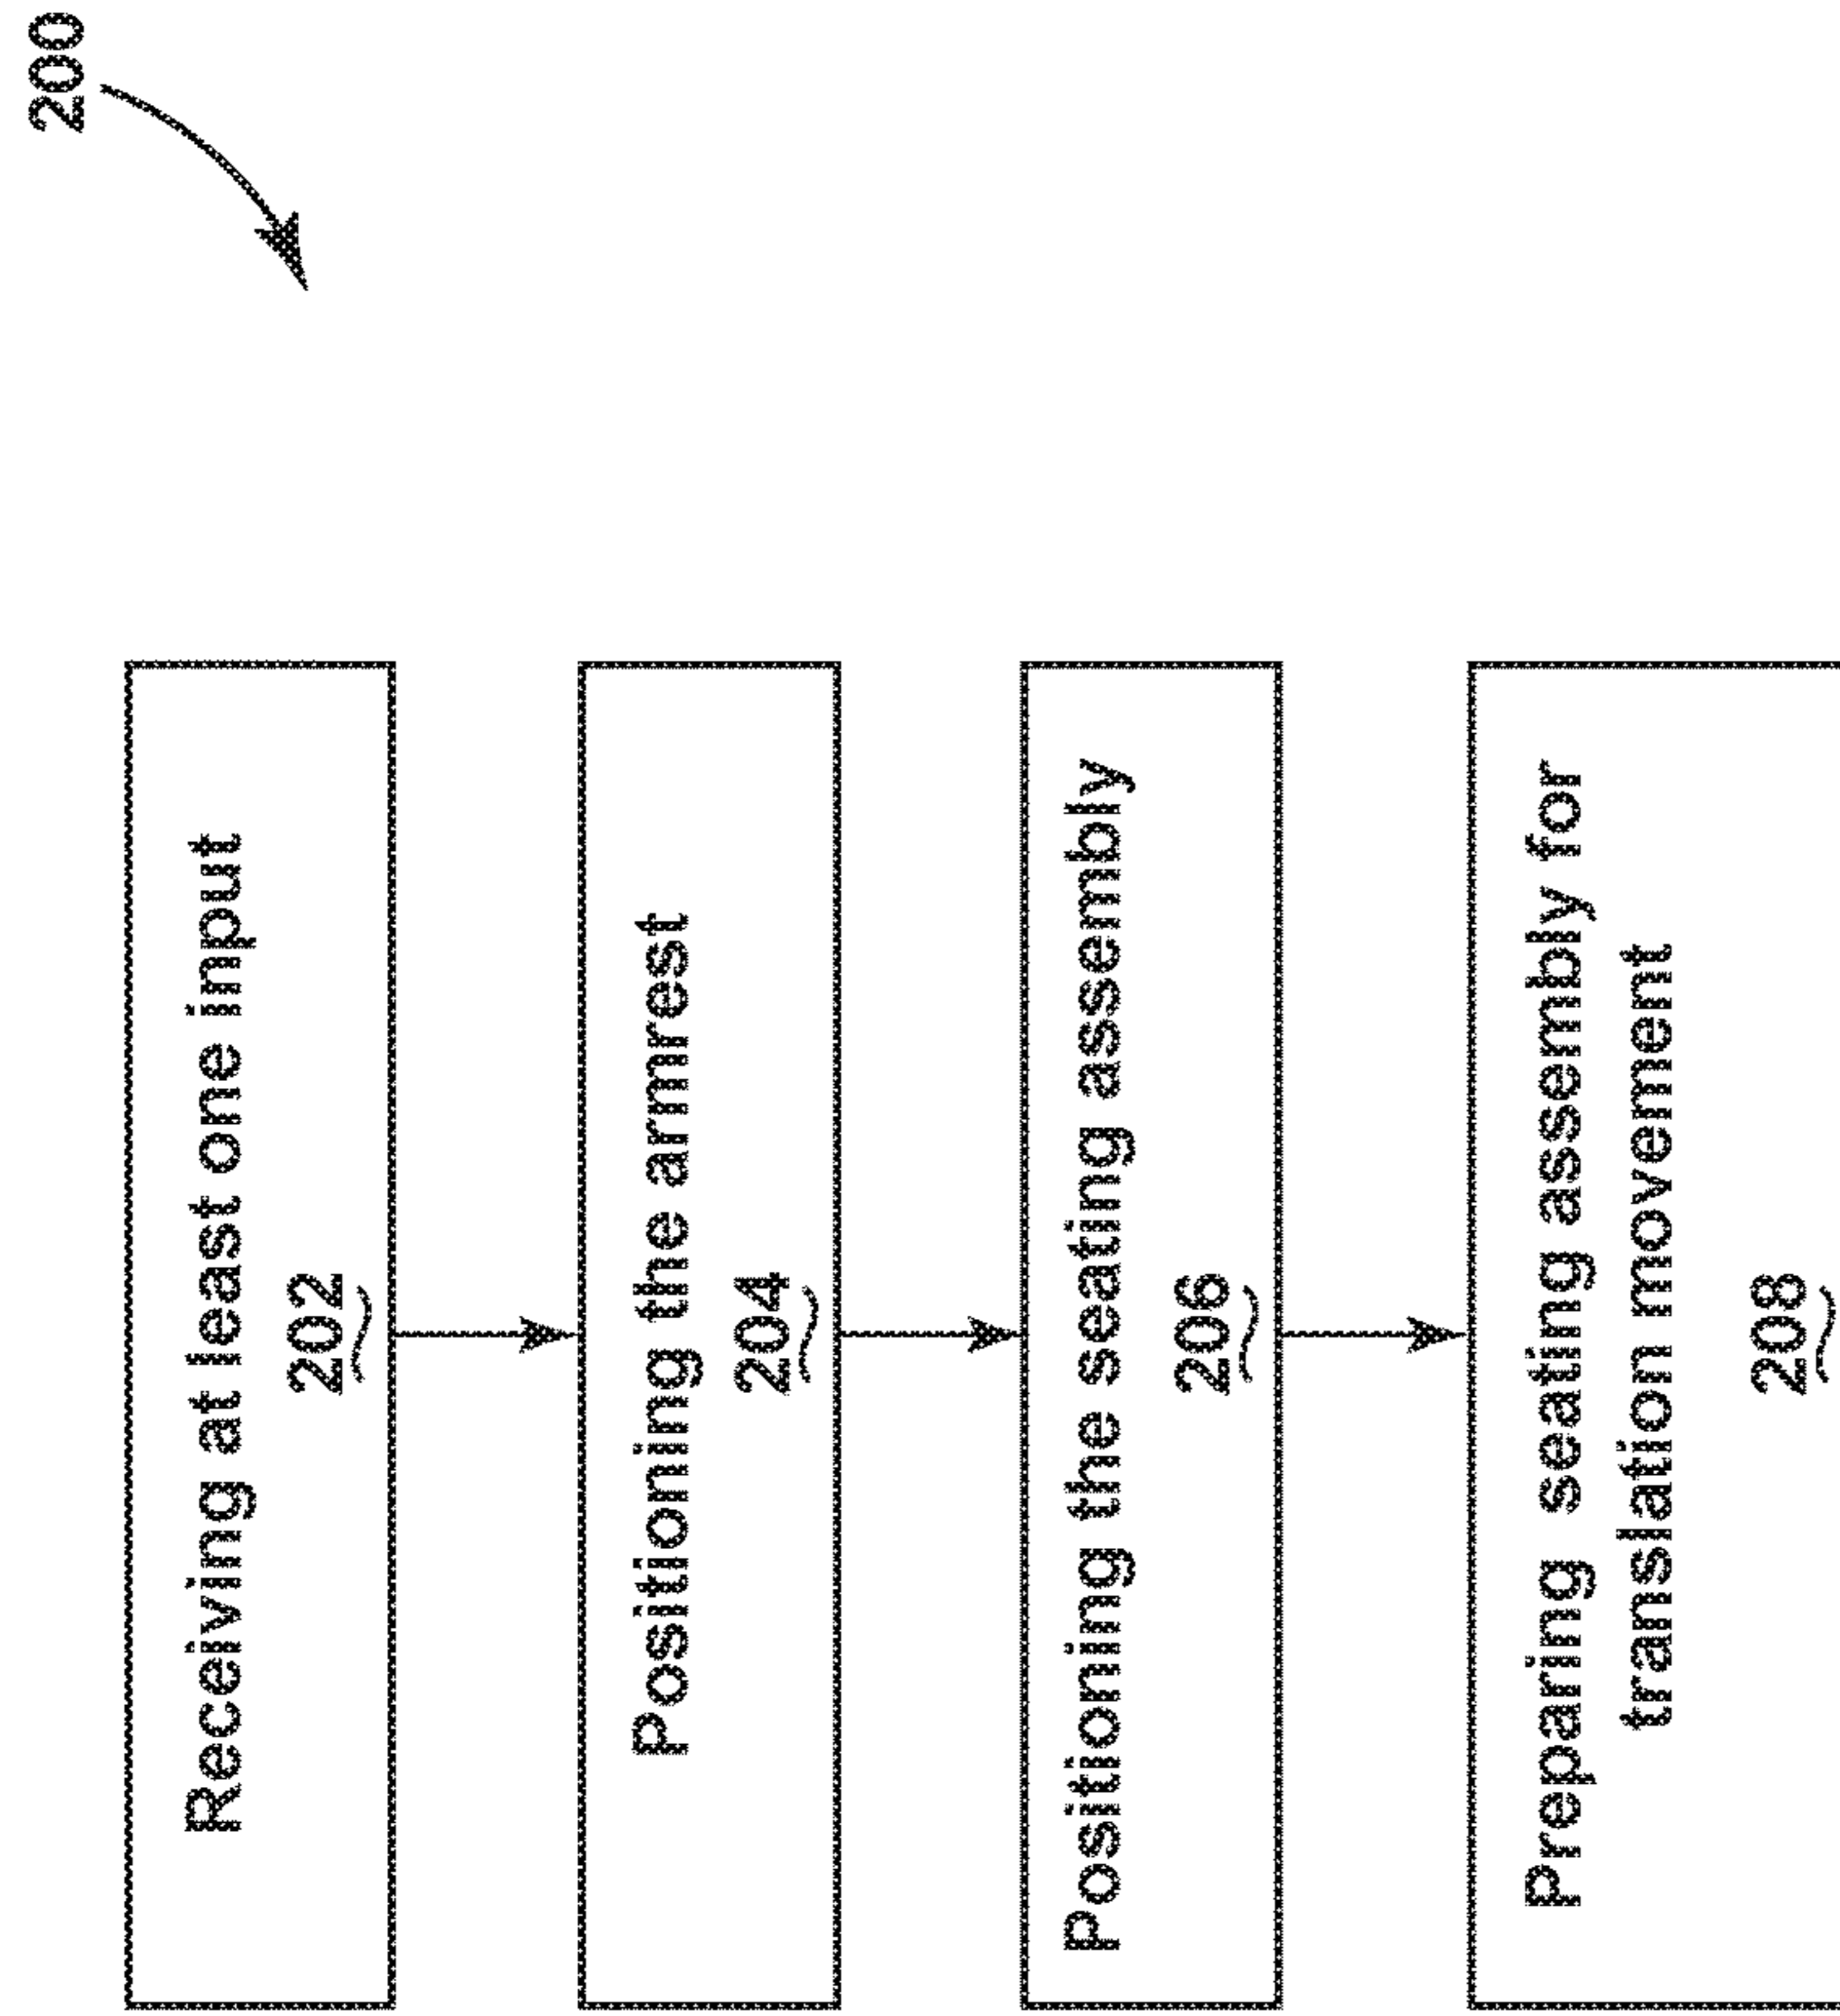 200
Receiving at least one input
202
Positioning the armrest
204
Positioning the seating assembly
206
Preparing seating assembly for
translation movement
208